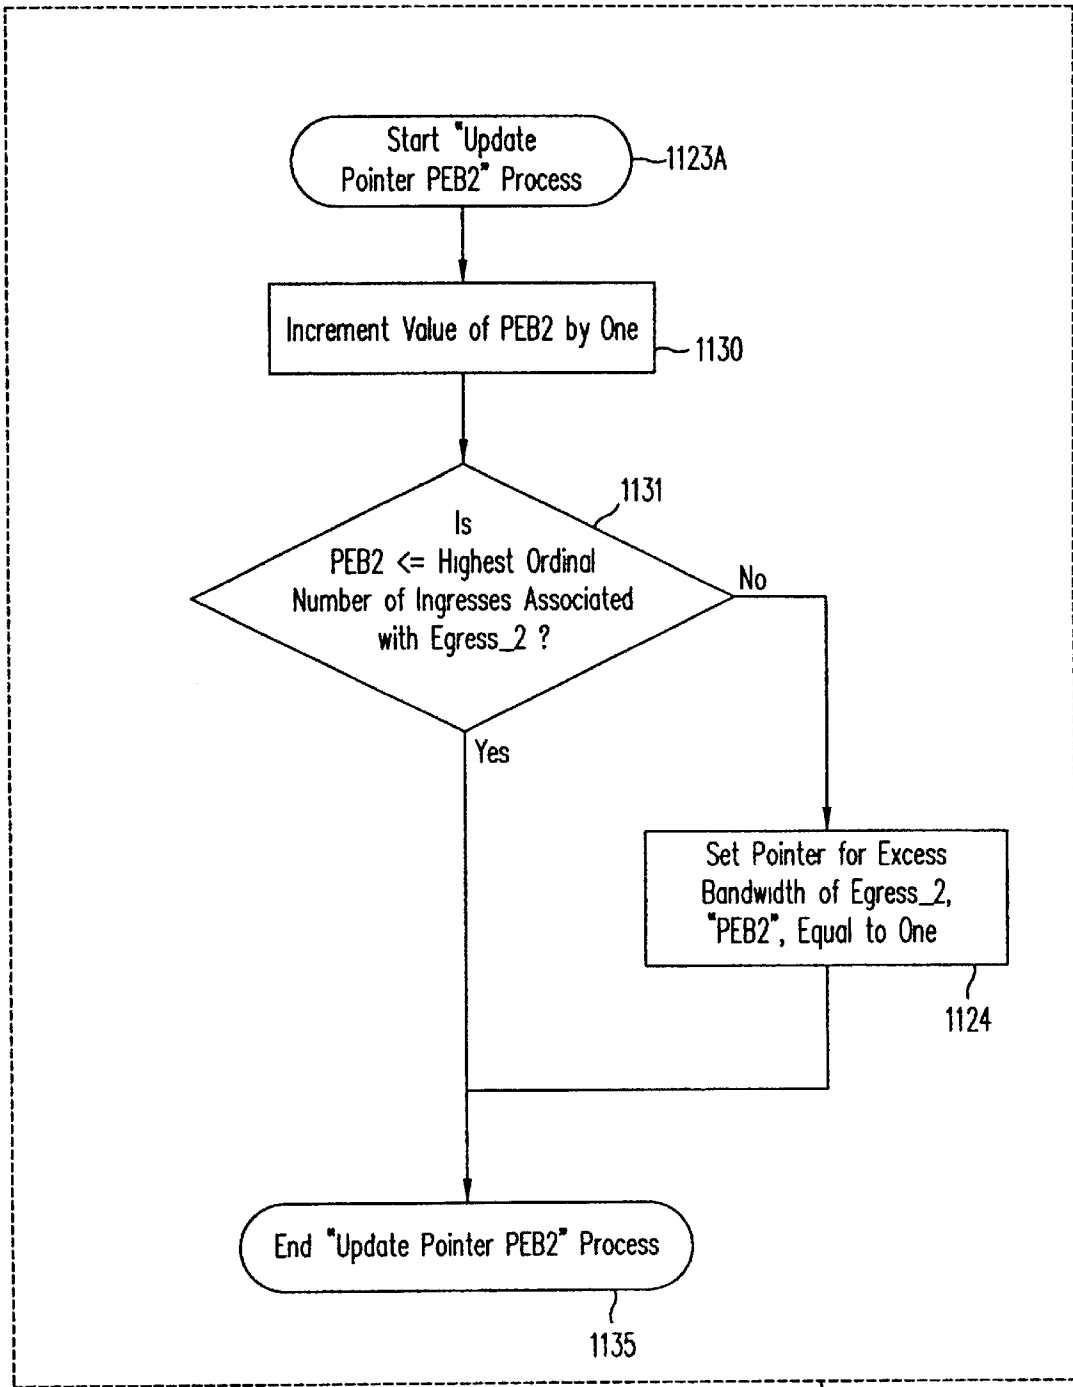 Start "Update
Pointer PEB2" Process
1123A
Increment Value of PEB2 by One
1130
1131
Is
PEB2 <= Highest Ordinal
Number of Ingresses Associated
with Egress_2 ?
No
Yes
Set Pointer for Excess
Bandwidth of Egress_2,
"PEB2", Equal to One
1124
End "Update Pointer PEB2" Process
1135